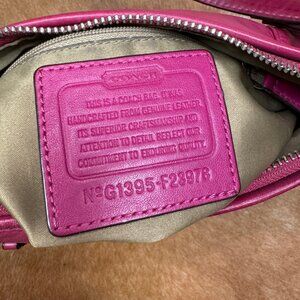 COACH
THIS IS A COACH BAG. IT WAS
HANDCRAFTED FROM GENUINE LEATHER.
ITS SUPERIOR CRAFTSMANSHIP AND
ATTENTION TO DETAIL REFLECT OUR
COMMITMENT TO ENDURING QUALITY.
Nº G1395-F23978